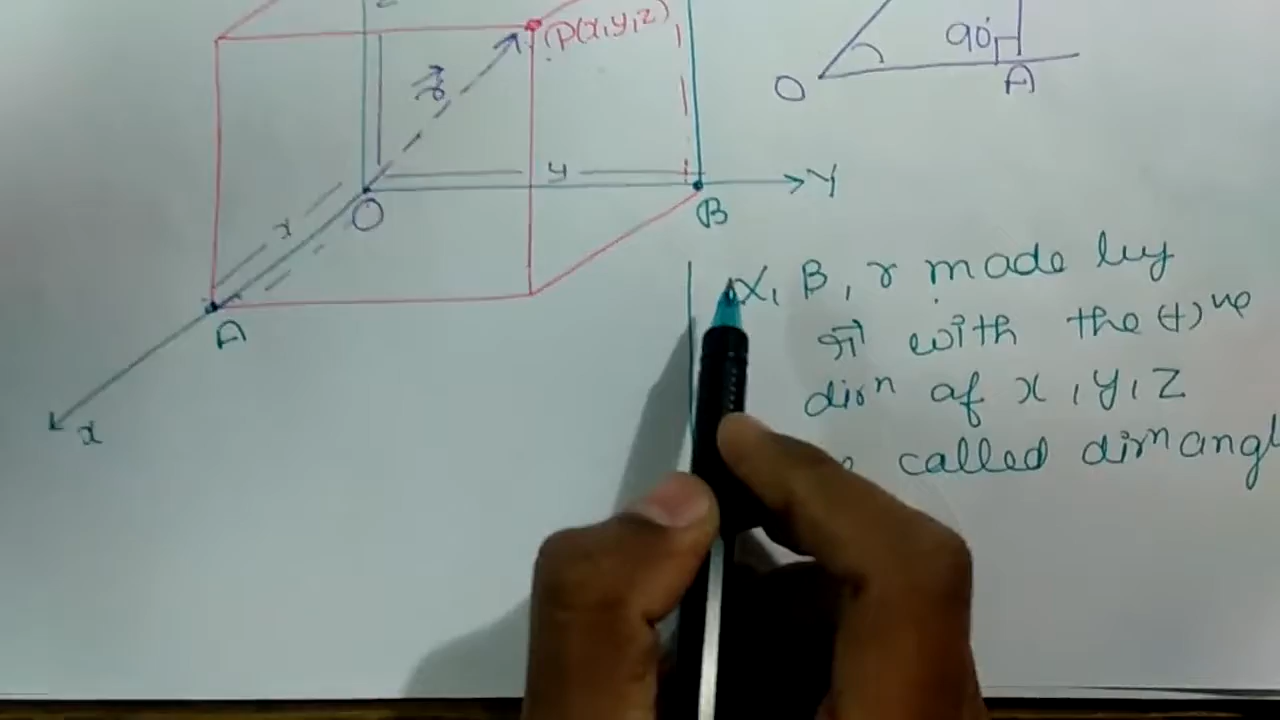 P(x,y,z)
r
90°
O
A
y
Y
x
O
B
A
x
α, β, γ made by
with the (+)ve
dirn of x, y, z
called dirn angl